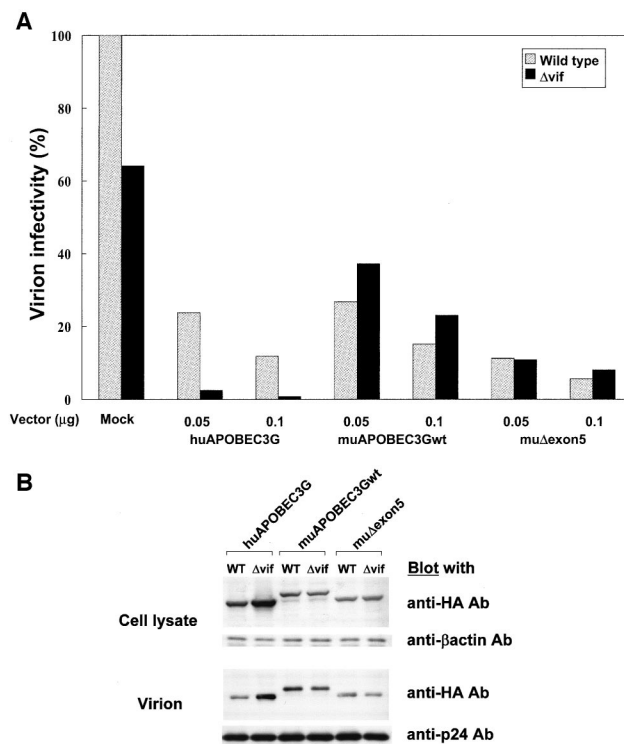 A
Virion infectivity (%)
100
80
60
40
20
0
Wild type
Δvif
Vector (μg) Mock 0.05 0.1 0.05 0.1 0.05 0.1
huAPOBEC3G muAPOBEC3Gwt muΔexon5
B
huAPOBEC3G muAPOBEC3Gwt muΔexon5
WT Δvif WT Δvif WT Δvif Blot with
Cell lysate
anti-HA Ab
anti-βactin Ab
Virion
anti-HA Ab
anti-p24 Ab